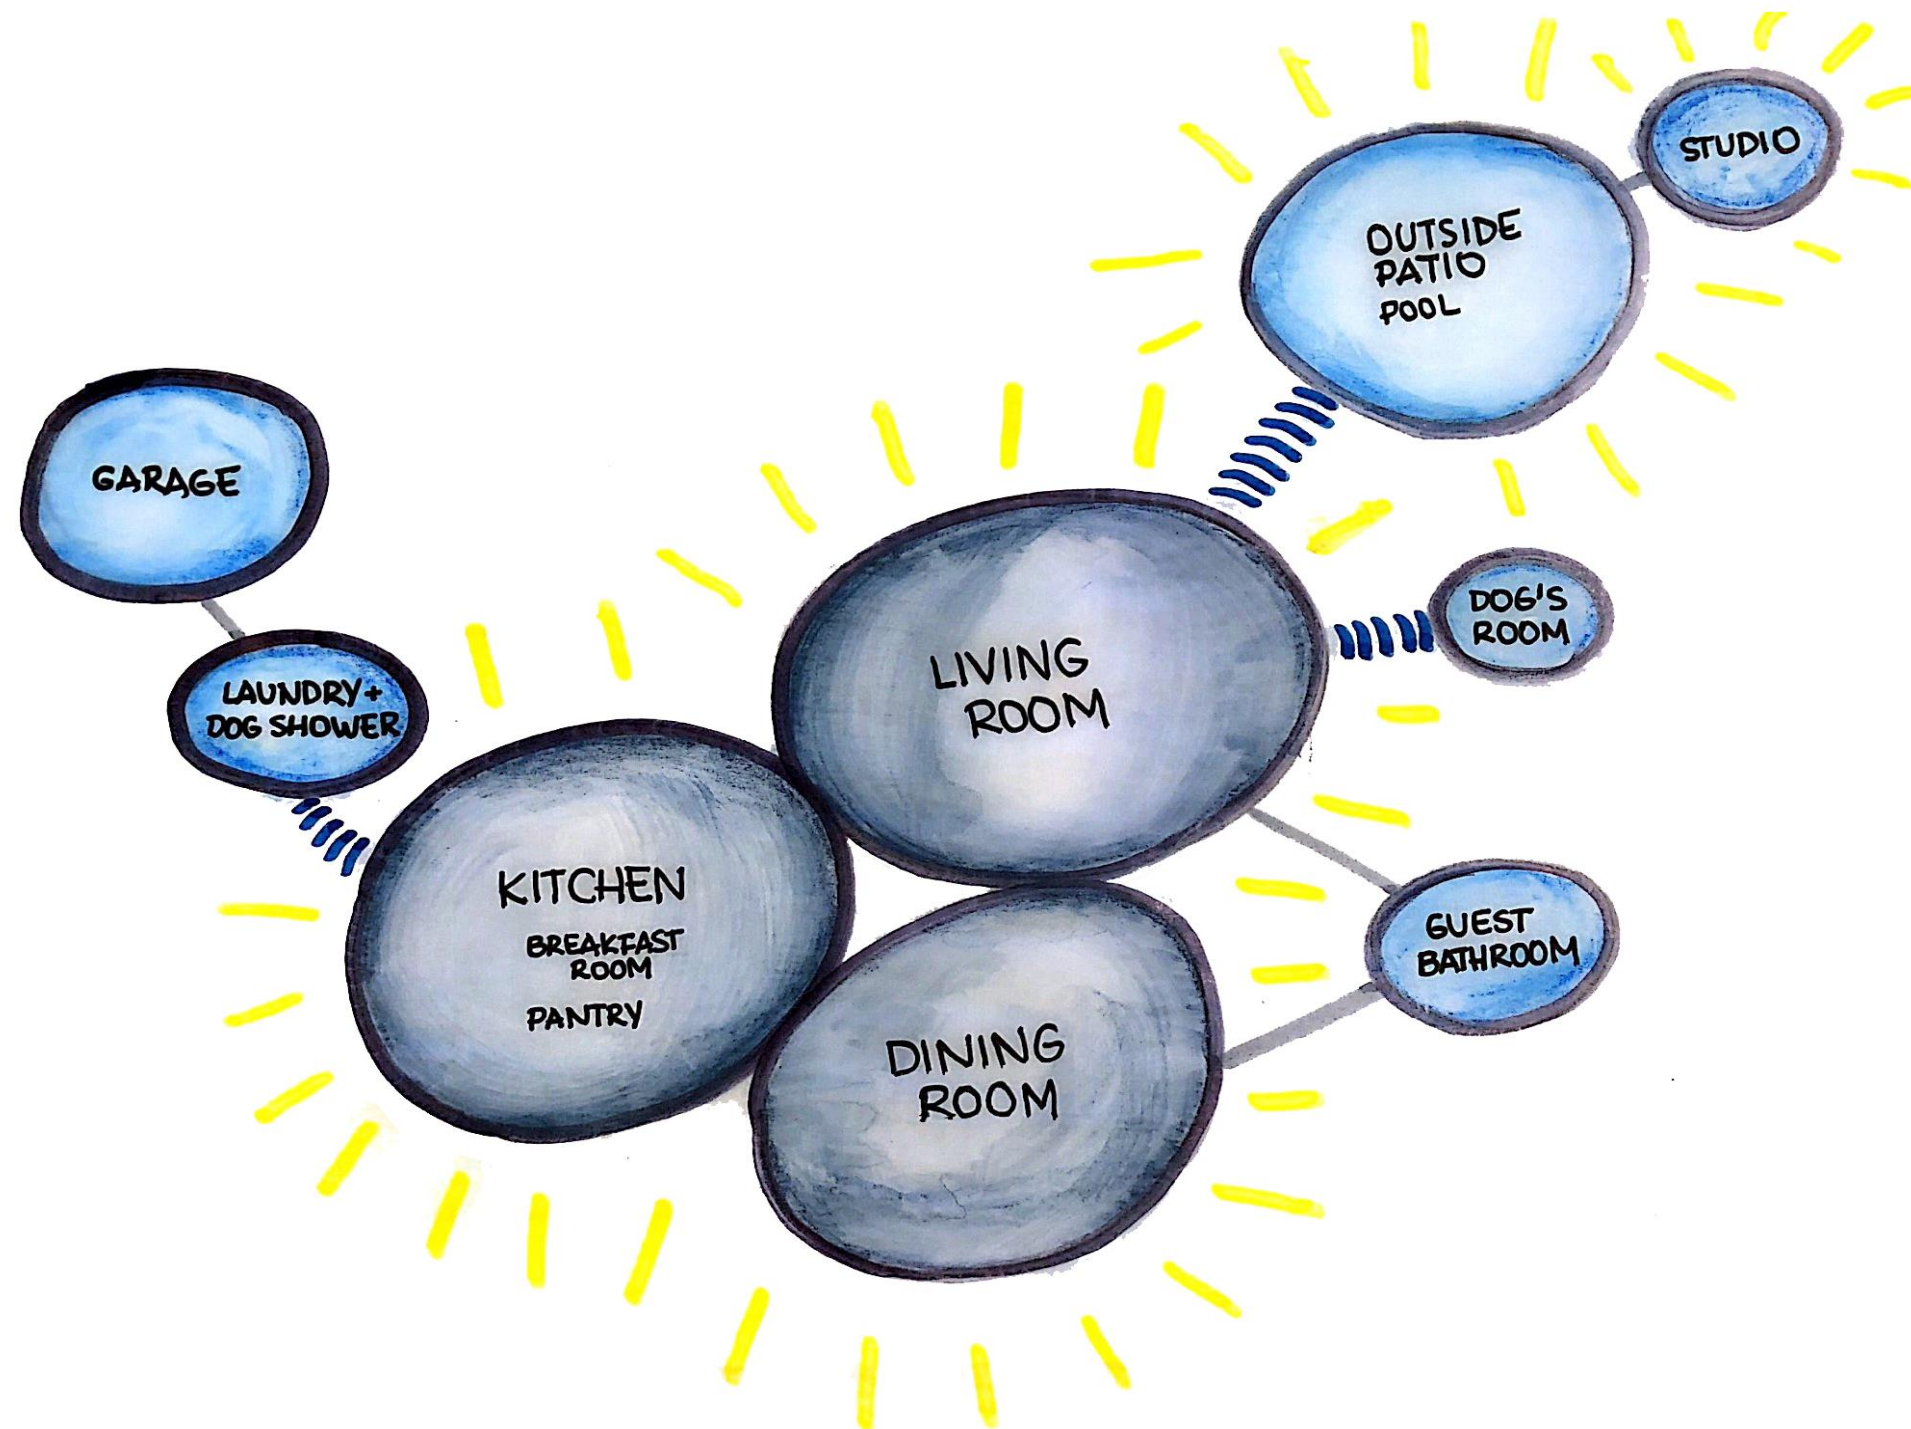 STUDIO
OUTSIDE
PATIO
POOL
GARAGE
DOG'S
ROOM
LAUNDRY+
DOG SHOWER
LIVING
ROOM
KITCHEN
BREAKFAST
ROOM
PANTRY
GUEST
BATHROOM
DINING
ROOM